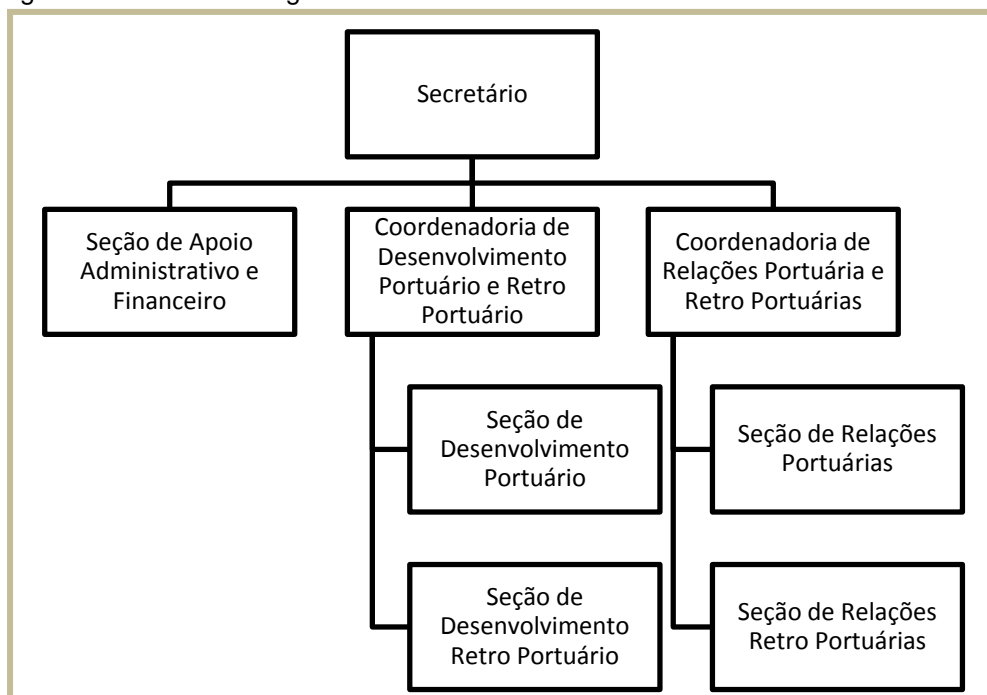 Secretário
Seção de Apoio
Administrativo e
Financeiro
Coordenadoria de
Desenvolvimento
Portuário e Retro
Portuário
Coordenadoria de
Relações Portuária e
Retro Portuárias
Seção de
Desenvolvimento
Portuário
Seção de
Desenvolvimento
Retro Portuário
Seção de Relações
Portuárias
Seção de Relações
Retro Portuárias